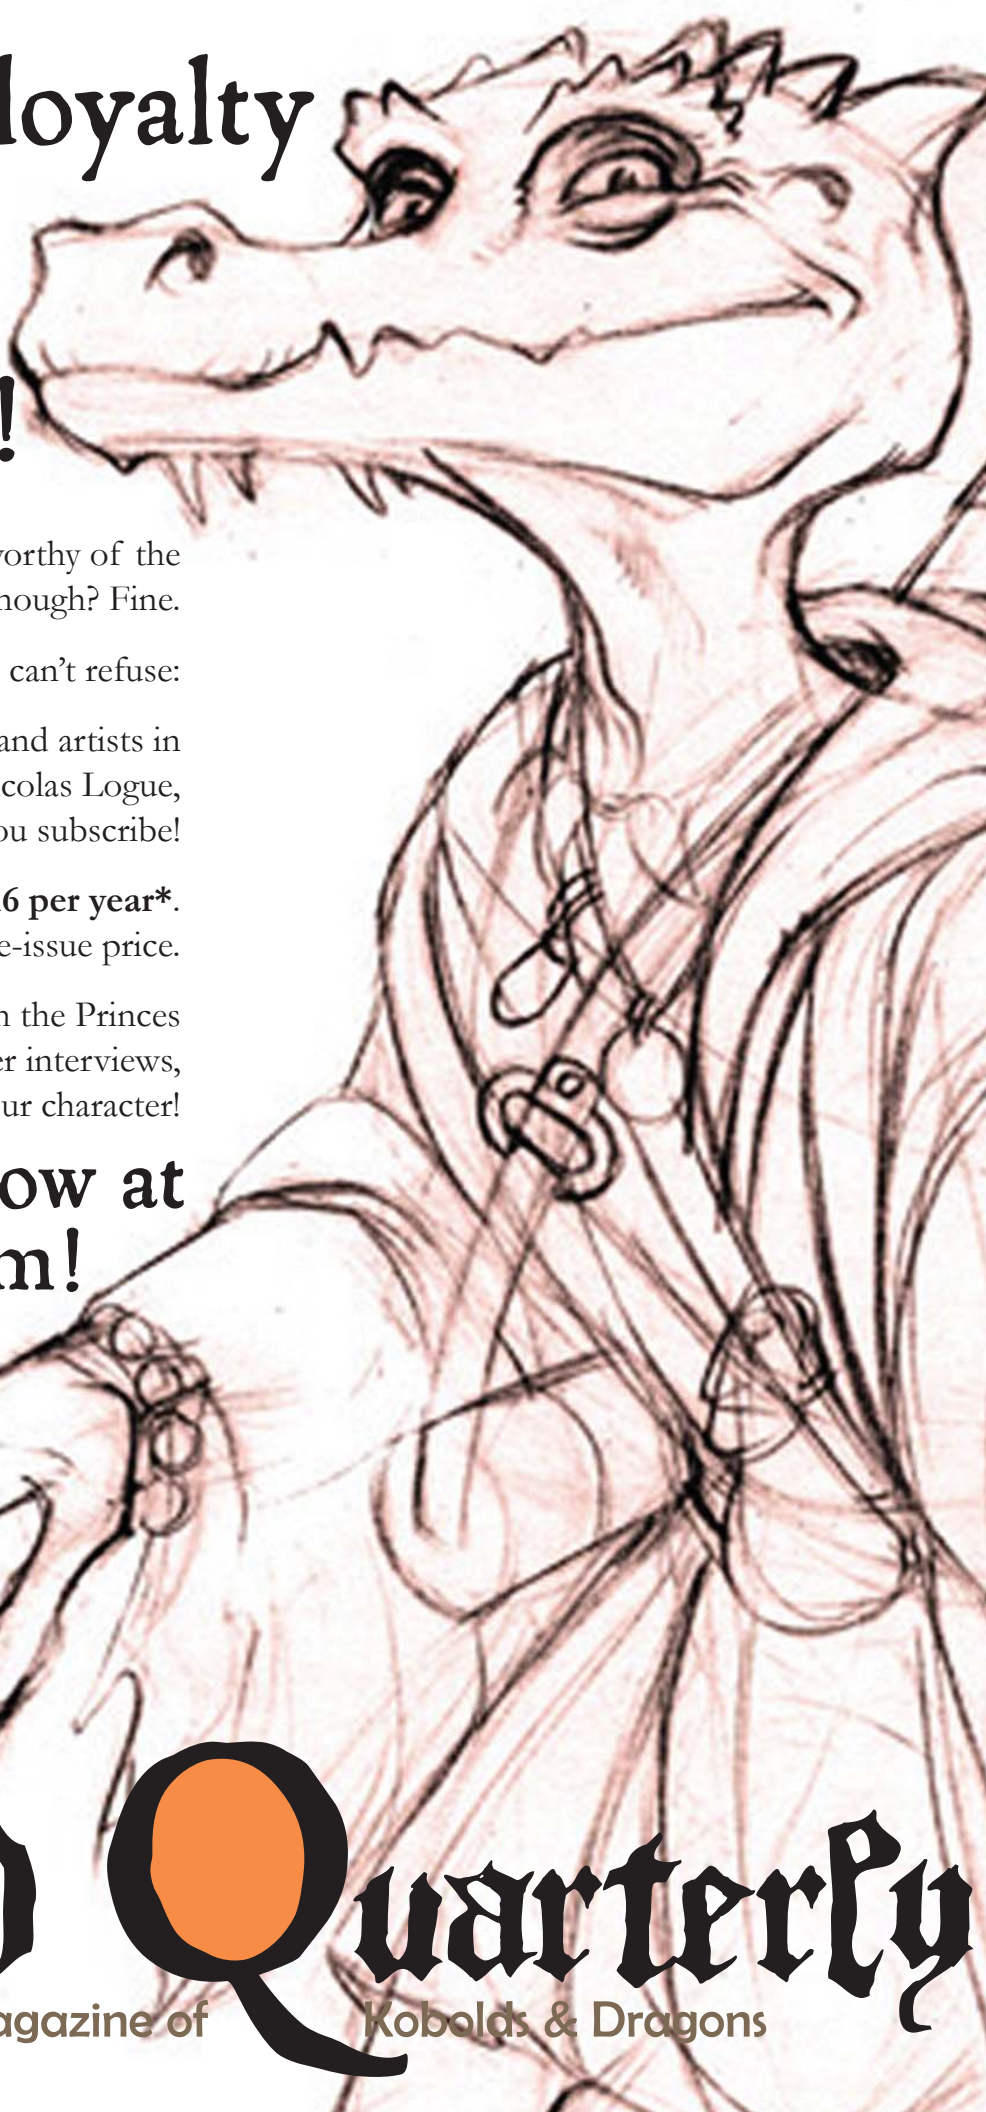 loyalty
!
worthy of the
nough? Fine.
can't refuse:
and artists in
colas Logue,
ou subscribe!
6 per year*.
e-issue price.
n the Princes
er interviews,
ur character!
ow at
m!
Quarterly
agazine of Kobolds & Dragons